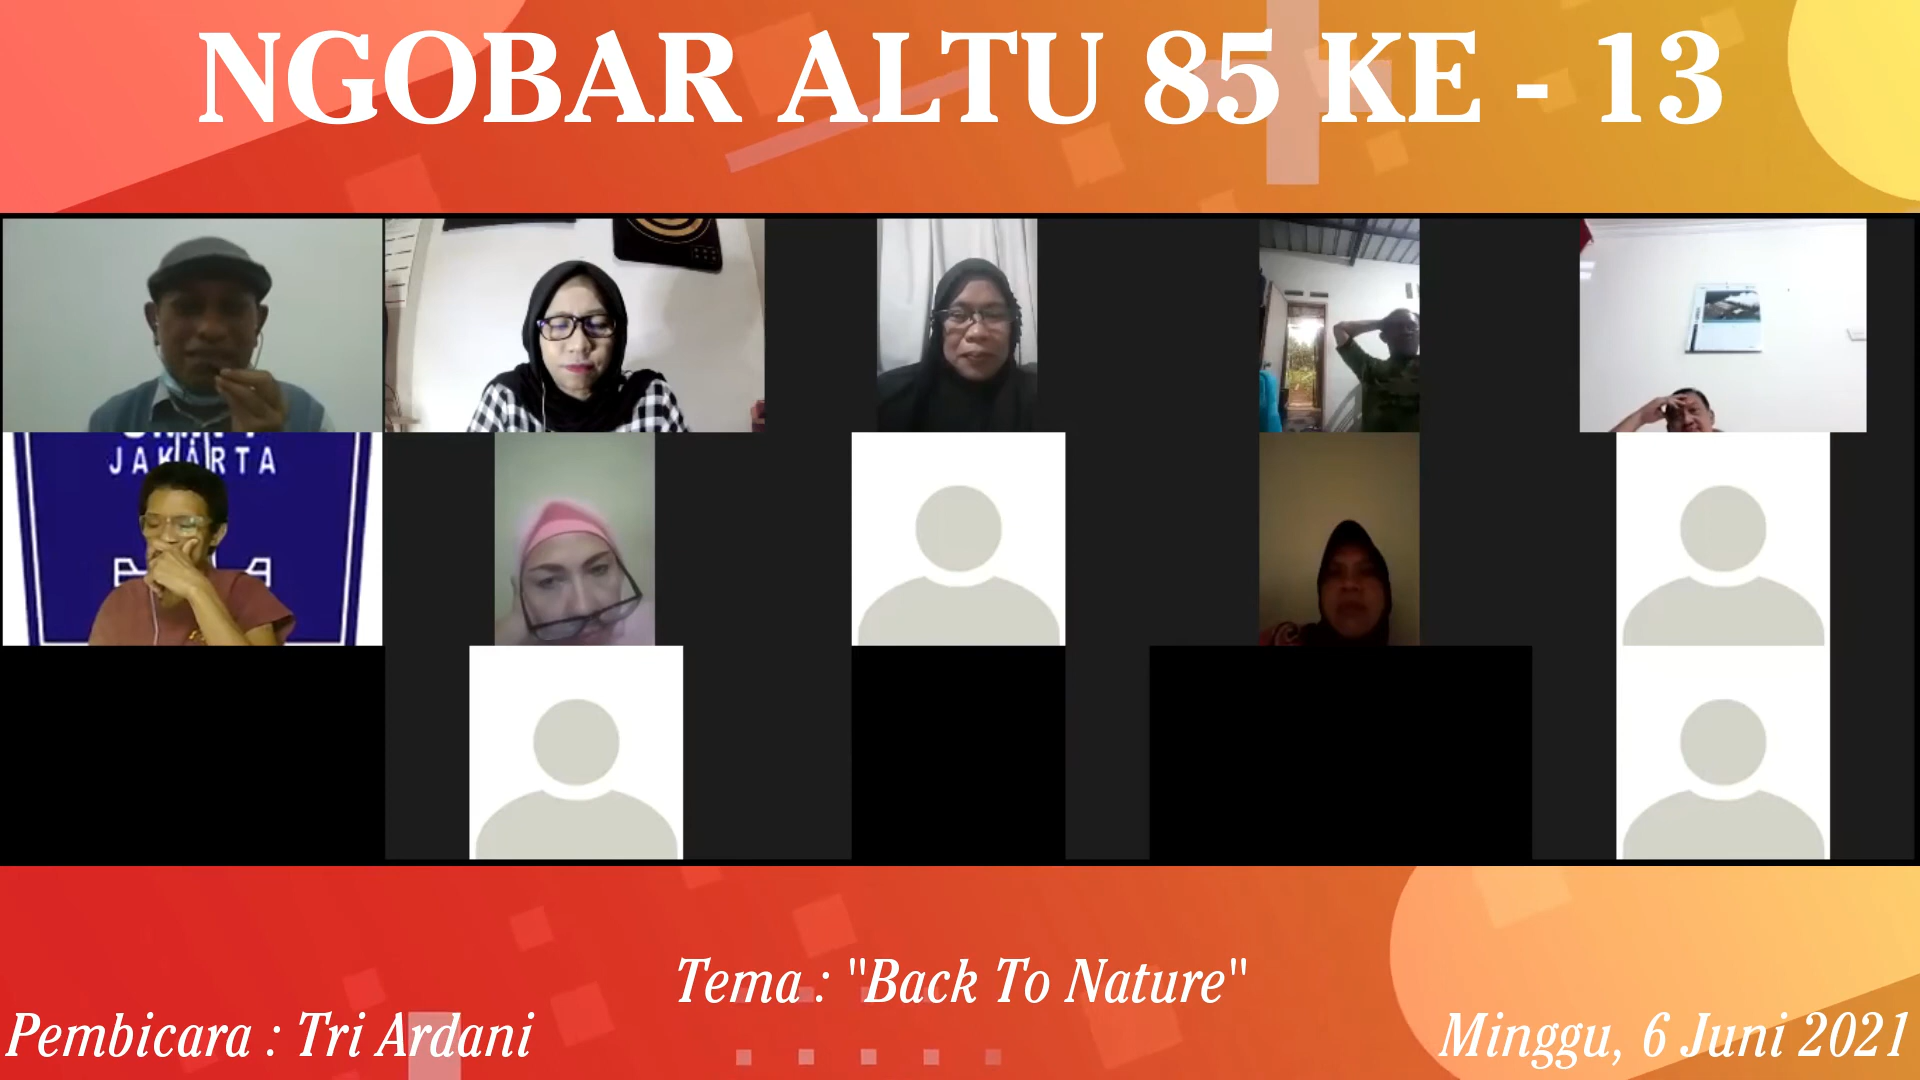 NGOBAR ALTU 85 KE - 13
JAKARTA
Tema : "Back To Nature"
Pembicara : Tri Ardani
Minggu, 6 Juni 2021